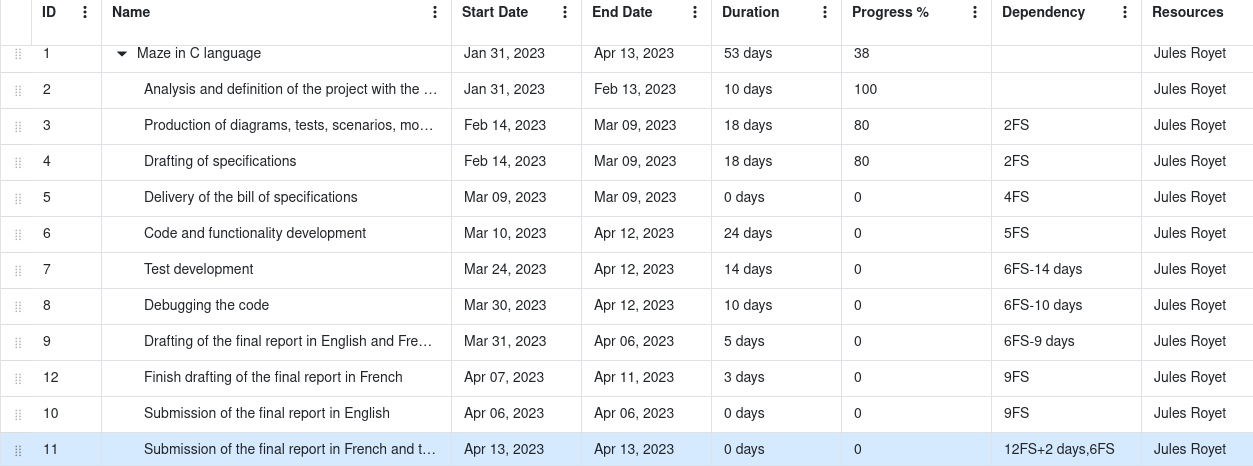 ID Name Start Date End Date Duration Progress % Dependency Resources
1 Maze in C language Jan 31, 2023 Apr 13, 2023 53 days 38 Jules Royet
2 Analysis and definition of the project with the ... Jan 31, 2023 Feb 13, 2023 10 days 100 Jules Royet
3 Production of diagrams, tests, scenarios, mo... Feb 14, 2023 Mar 09, 2023 18 days 80 2FS Jules Royet
4 Drafting of specifications Feb 14, 2023 Mar 09, 2023 18 days 80 2FS Jules Royet
5 Delivery of the bill of specifications Mar 09, 2023 Mar 09, 2023 0 days 0 4FS Jules Royet
6 Code and functionality development Mar 10, 2023 Apr 12, 2023 24 days 0 5FS Jules Royet
7 Test development Mar 24, 2023 Apr 12, 2023 14 days 0 6FS-14 days Jules Royet
8 Debugging the code Mar 30, 2023 Apr 12, 2023 10 days 0 6FS-10 days Jules Royet
9 Drafting of the final report in English and Fre... Mar 31, 2023 Apr 06, 2023 5 days 0 6FS-9 days Jules Royet
12 Finish drafting of the final report in French Apr 07, 2023 Apr 11, 2023 3 days 0 9FS Jules Royet
10 Submission of the final report in English Apr 06, 2023 Apr 06, 2023 0 days 0 9FS Jules Royet
11 Submission of the final report in French and t... Apr 13, 2023 Apr 13, 2023 0 days 0 12FS+2 days,6FS Jules Royet